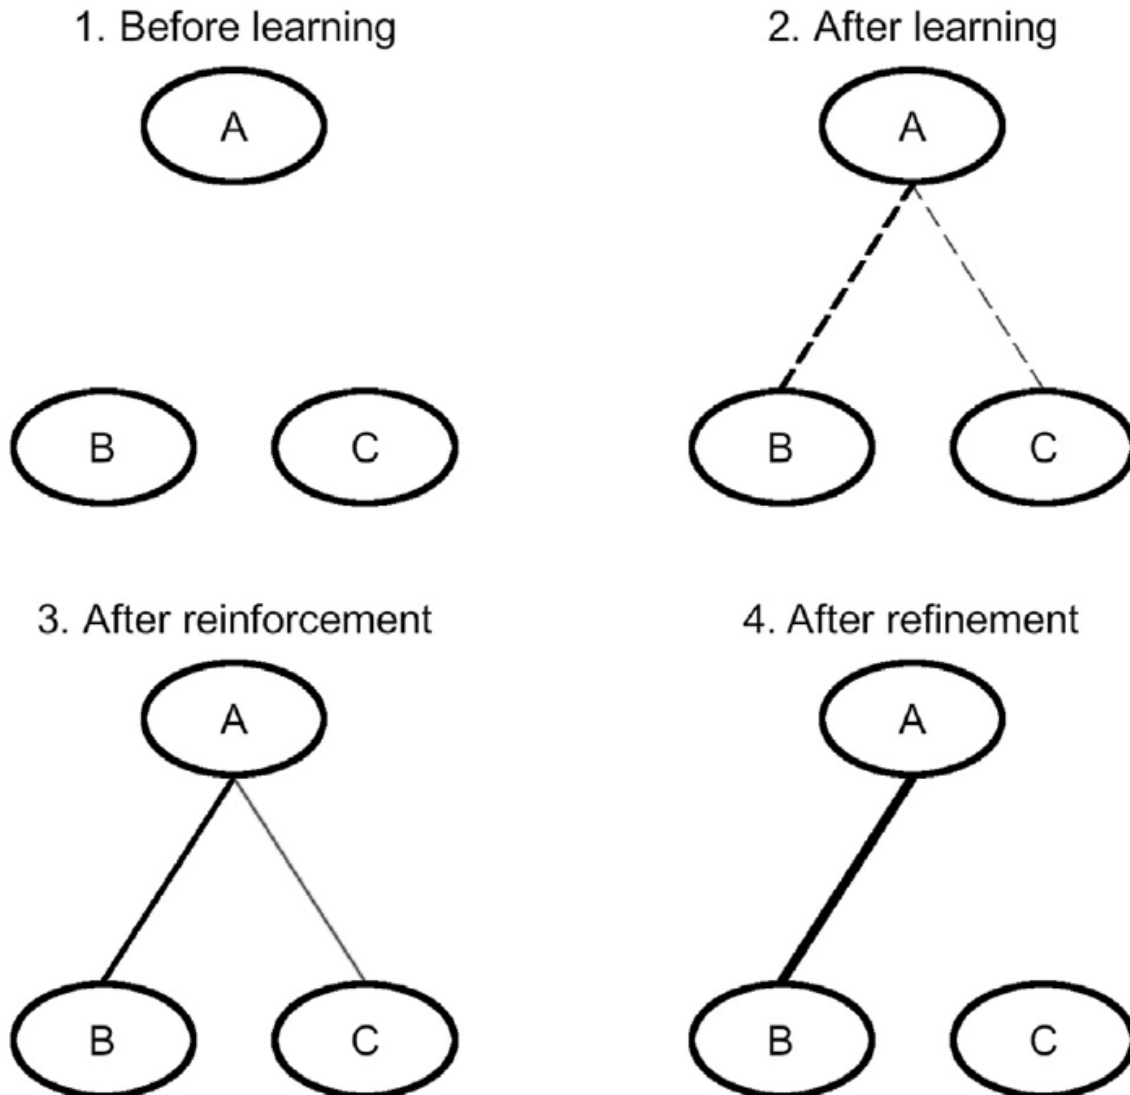 1. Before learning
A
B
C
2. After learning
A
B
C
3. After reinforcement
A
B
C
4. After refinement
A
B
C